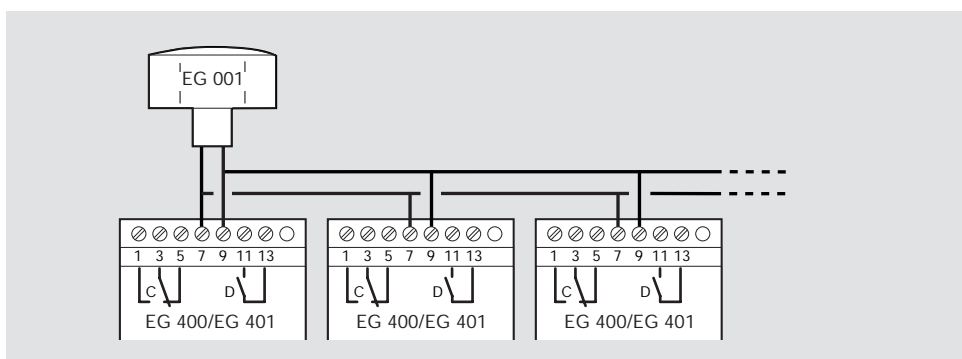 EG 001
1 3 5 7 9 11 13 1 3 5 7 9 11 13 1 3 5 7 9 11 13
C D C D C D
EG 400/EG 401 EG 400/EG 401 EG 400/EG 401